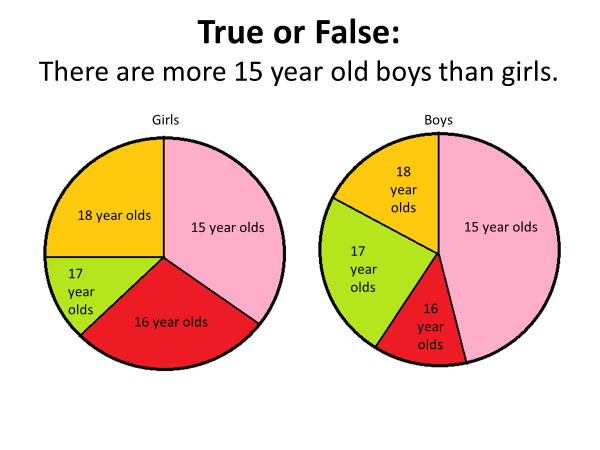 True or False:
There are more 15 year old boys than girls.
Girls
18 year olds
15 year olds
17
year
olds
16 year olds
Boys
18
year
olds
15 year olds
17
year
olds
16
year
olds